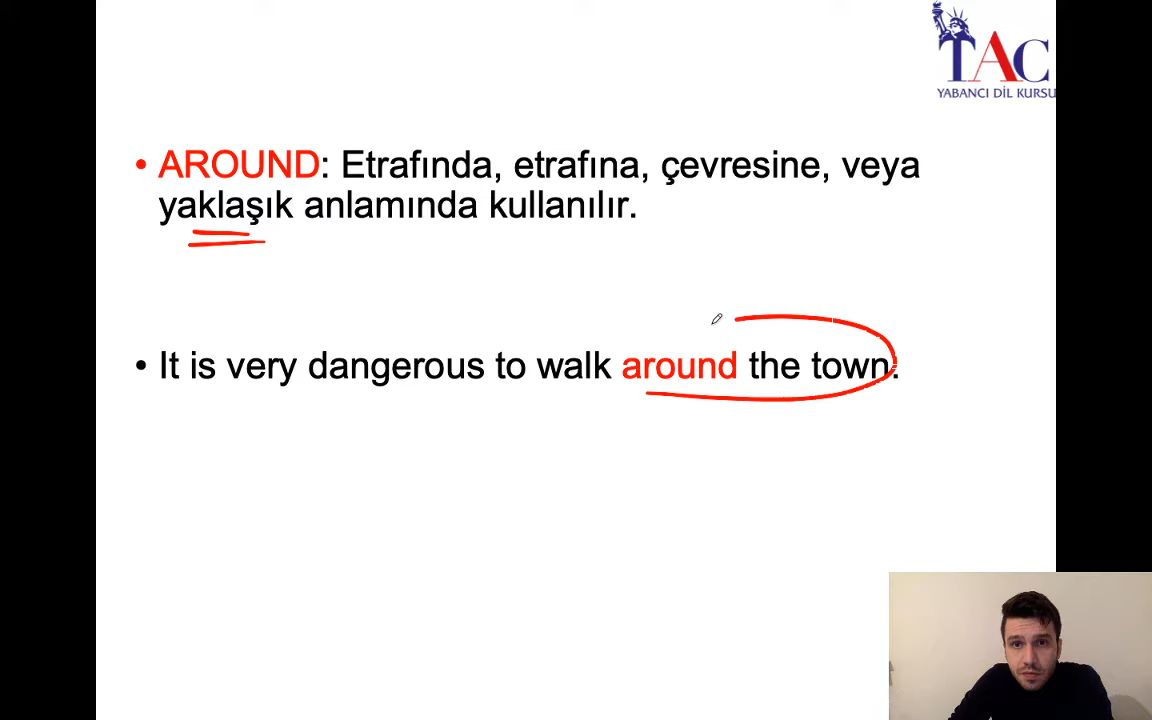 TAC
YABANCI DİL KURSU
• AROUND: Etrafında, etrafına, çevresine, veya
yaklaşık anlamında kullanılır.
• It is very dangerous to walk around the town.